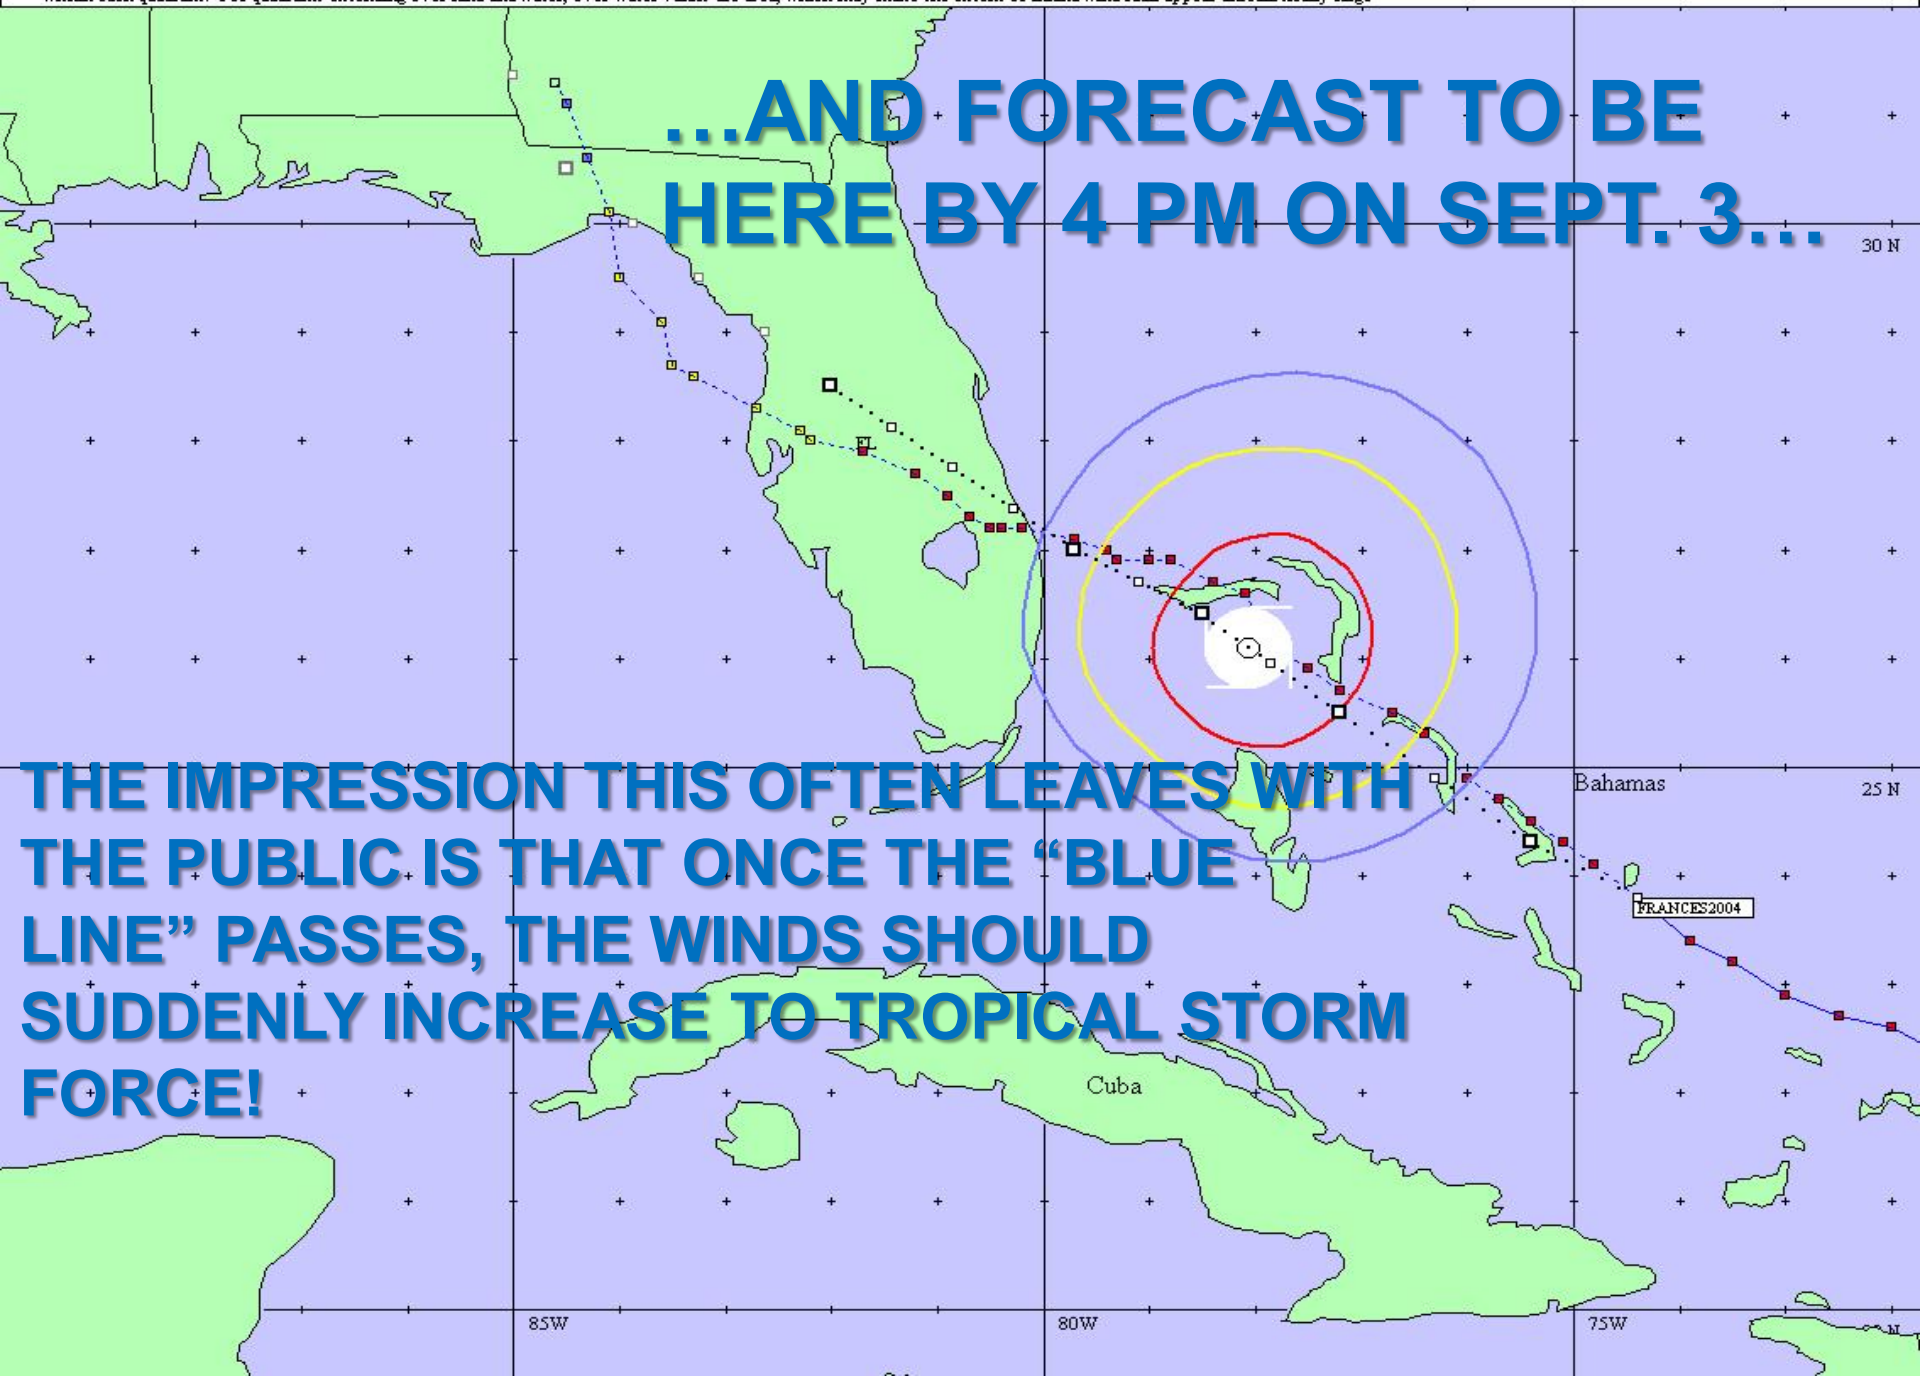 …AND FORECAST TO BE
HERE BY 4 PM ON SEPT. 3…
30 N
FL
THE IMPRESSION THIS OFTEN LEAVES WITH
THE PUBLIC IS THAT ONCE THE “BLUE
LINE” PASSES, THE WINDS SHOULD
SUDDENLY INCREASE TO TROPICAL STORM
FORCE!
Bahamas
25 N
FRANCES2004
Cuba
85W
80W
75W